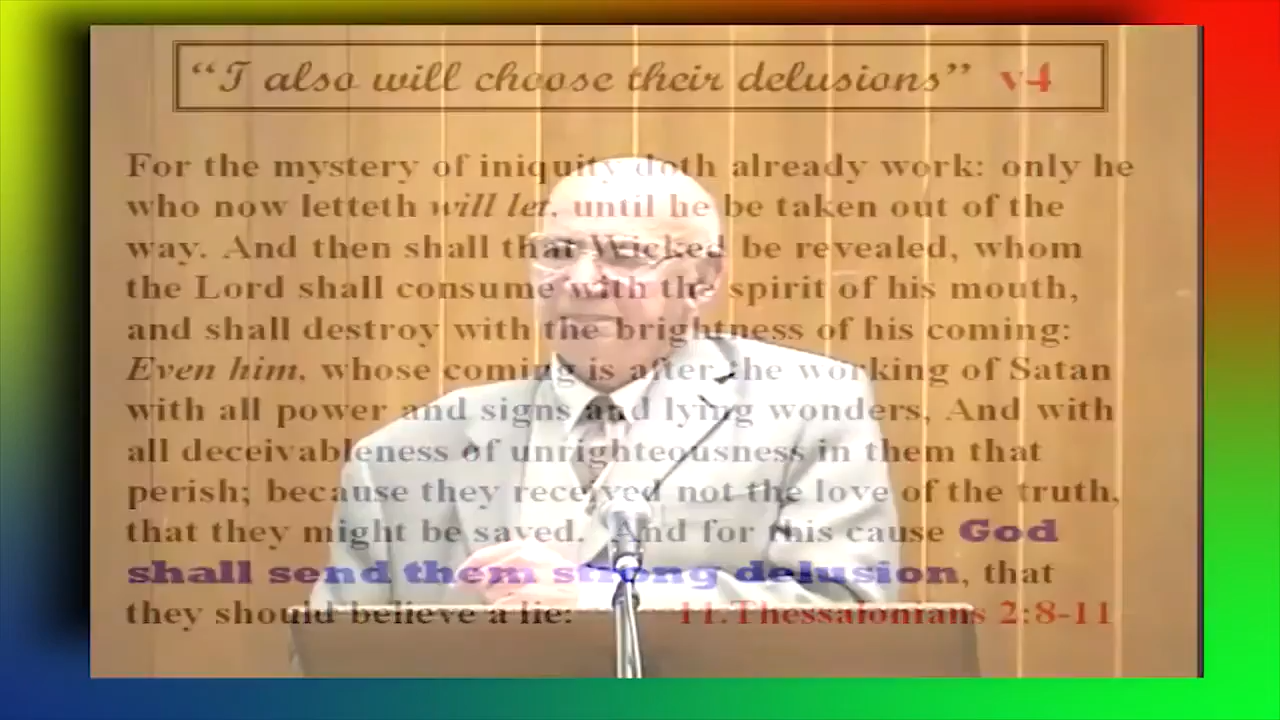 “I also will choose their delusions” v4
For the mystery of iniquity doth already work: only he
who now letteth will let, until he be taken out of the
way. And then shall that Wicked be revealed, whom
the Lord shall consume with the spirit of his mouth,
and shall destroy with the brightness of his coming:
Even him, whose coming is after the working of Satan
with all power and signs and lying wonders, And with
all deceivableness of unrighteousness in them that
perish; because they received not the love of the truth,
that they might be saved. And for this cause God
shall send them strong delusion, that
they should believe a lie: 11.Thessalonians 2:8-11